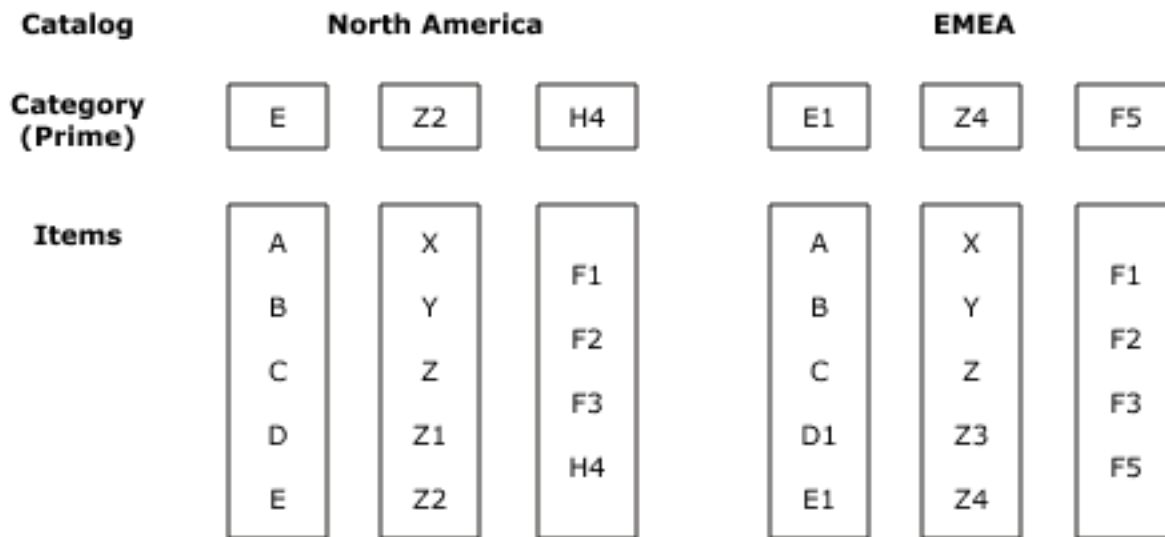 Catalog North America EMEA
Category (Prime) E Z2 H4 E1 Z4 F5
Items
A X A X
F1 F1
B Y B Y
F2 F2
C Z C Z
F3 F3
D Z1 D1 Z3
H4 F5
E Z2 E1 Z4